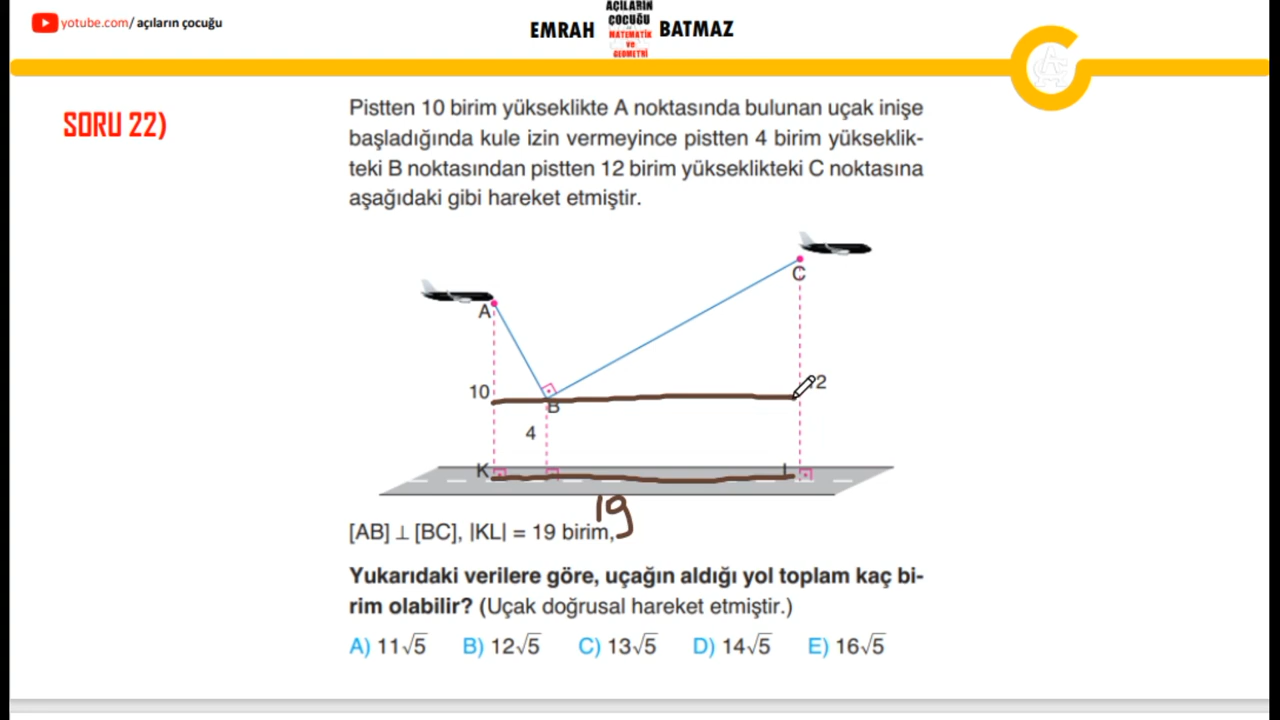 yotube.com/ açıların çocuğu
EMRAH
AÇILARIN
ÇOCUĞU
MATEMATİK
ve
GEOMETRİ
BATMAZ
SORU 22)
Pistten 10 birim yükseklikte A noktasında bulunan uçak inişe
başladığında kule izin vermeyince pistten 4 birim yükseklik-
teki B noktasından pistten 12 birim yükseklikteki C noktasına
aşağıdaki gibi hareket etmiştir.
C
A
10
2
B
4
K
L
19
[AB] ⊥ [BC], |KL| = 19 birim,
Yukarıdaki verilere göre, uçağın aldığı yol toplam kaç bi-
rim olabilir? (Uçak doğrusal hareket etmiştir.)
A) 11√5 B) 12√5 C) 13√5 D) 14√5 E) 16√5